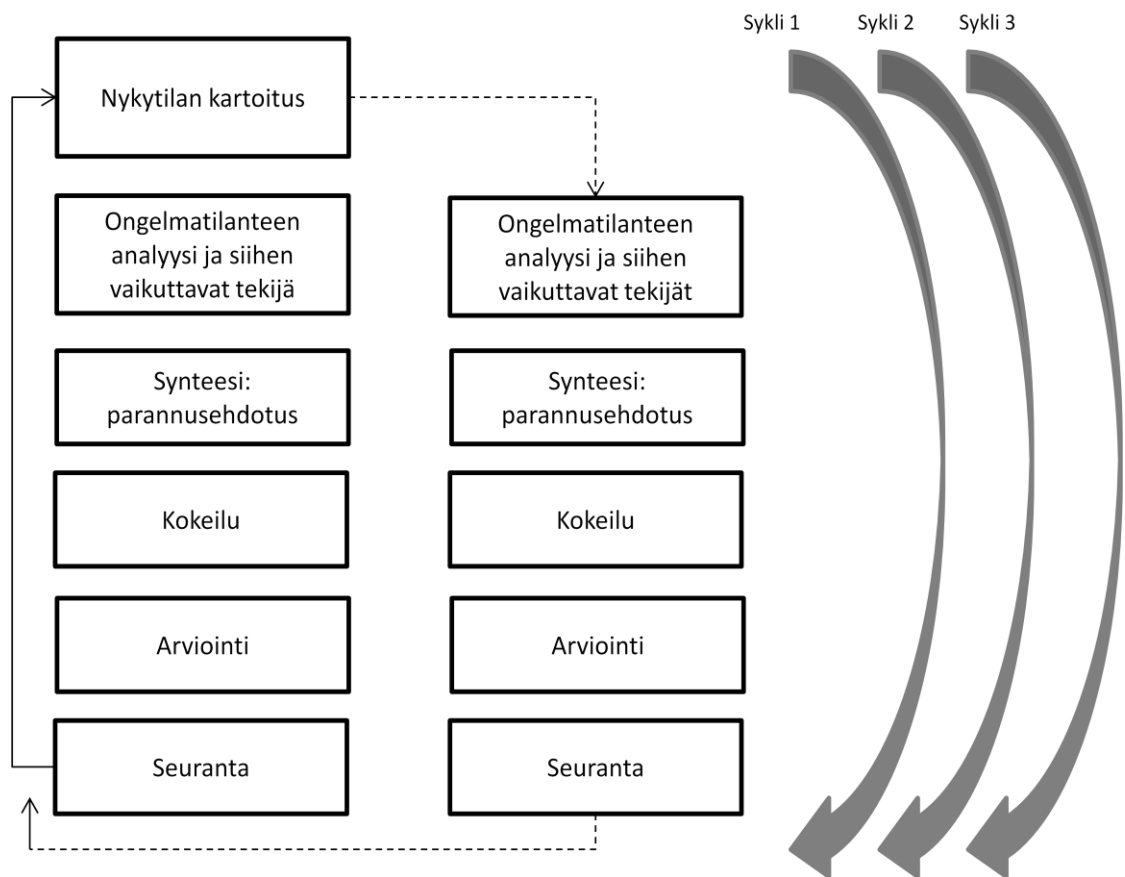 Sykli 1
Sykli 2
Sykli 3
Nykytilan kartoitus
Ongelmatilanteen
analyysi ja siihen
vaikuttavat tekijä
Synteesi:
parannusehdotus
Kokeilu
Arviointi
Seuranta
Ongelmatilanteen
analyysi ja siihen
vaikuttavat tekijät
Synteesi:
parannusehdotus
Kokeilu
Arviointi
Seuranta